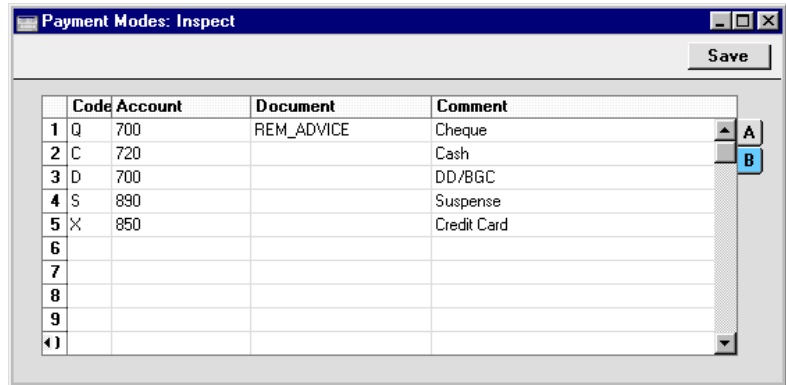 Payment Modes: Inspect
Save
Code Account Document Comment
1 Q 700 REM_ADVICE Cheque
A
2 C 720 Cash
B
3 D 700 DD/BGC
4 S 890 Suspense
5 X 850 Credit Card
6
7
8
9